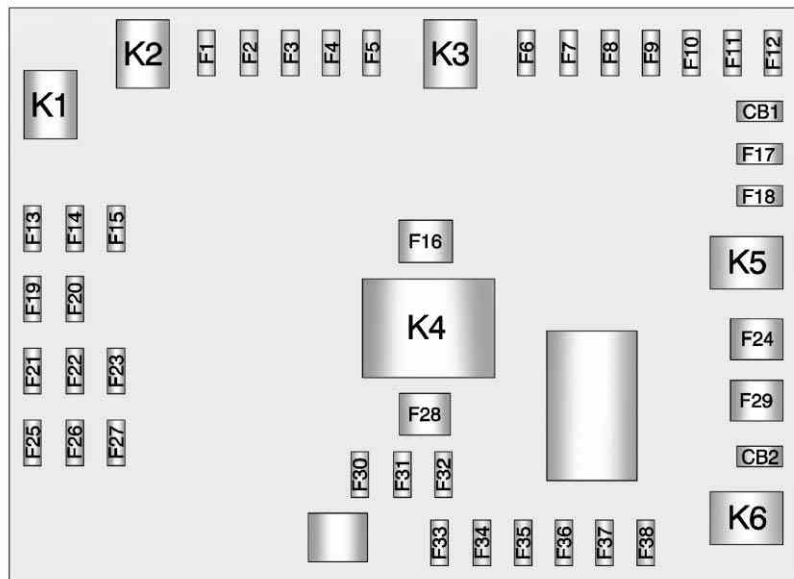 K2 F1 F2 F3 F4 F5 K3 F6 F7 F8 F9 F10 F11 F12
K1
CB1
F17
F18
F13 F14 F15
F16
K5
F19 F20
K4
F24
F21 F22 F23
F29
F28
F25 F26 F27
CB2
F30 F31 F32
K6
F33 F34 F35 F36 F37 F38